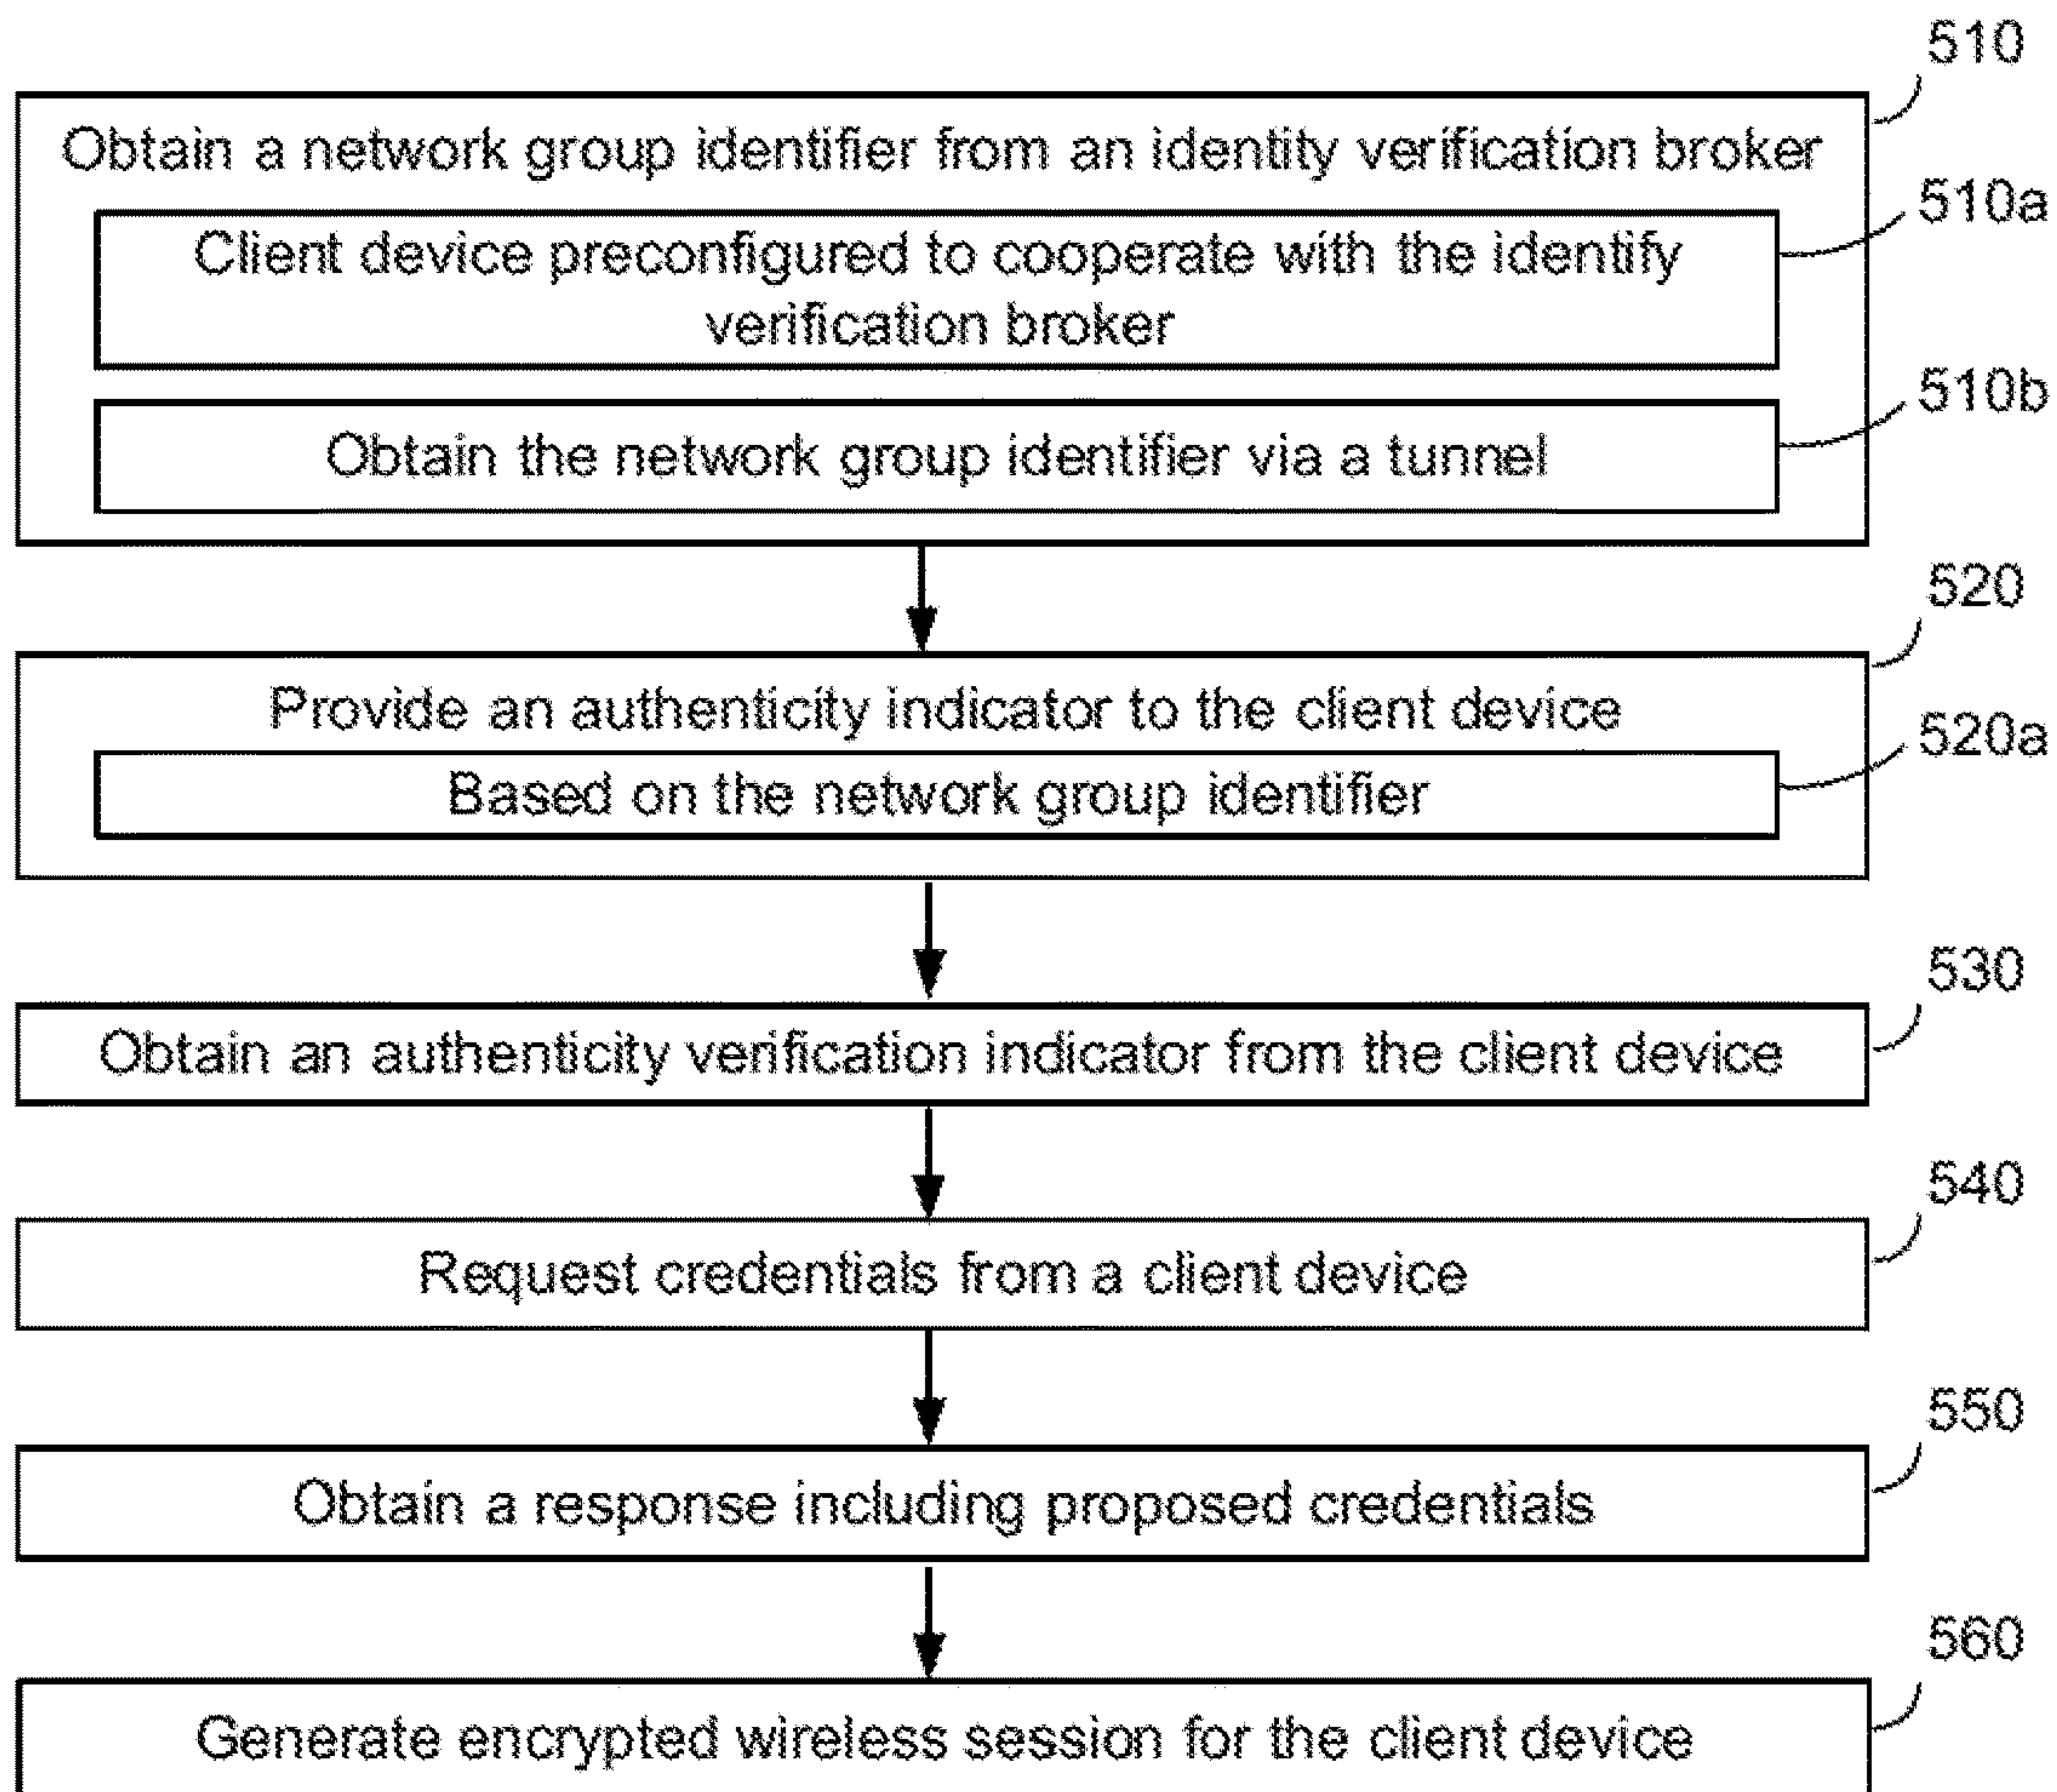 510
Obtain a network group identifier from an identity verification broker
510a
Client device preconfigured to cooperate with the identify
verification broker
510b
Obtain the network group identifier via a tunnel
520
Provide an authenticity indicator to the client device
520a
Based on the network group identifier
530
Obtain an authenticity verification indicator from the client device
540
Request credentials from a client device
550
Obtain a response including proposed credentials
560
Generate encrypted wireless session for the client device